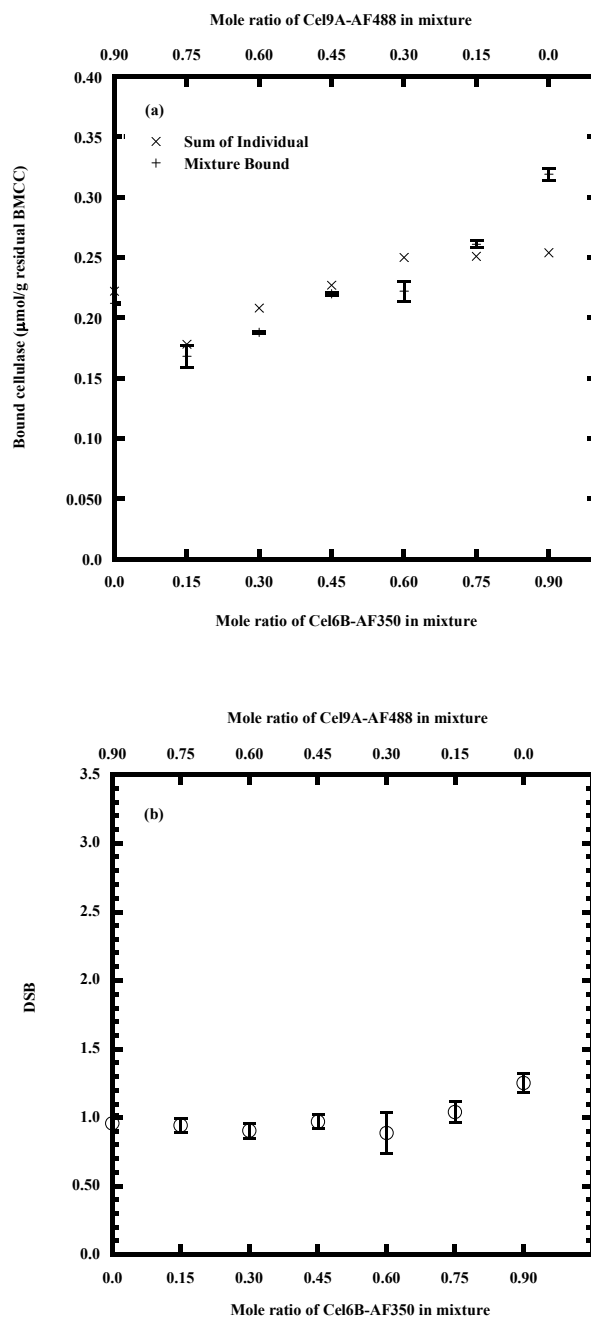 Mole ratio of Cel9A-AF488 in mixture
0.90 0.75 0.60 0.45 0.30 0.15 0.0
0.40
(a)
× Sum of Individual
+ Mixture Bound
0.35
0.30
0.25
0.20
0.15
0.10
0.050
0.0
Bound cellulase (µmol/g residual BMCC)
0.0 0.15 0.30 0.45 0.60 0.75 0.90
Mole ratio of Cel6B-AF350 in mixture
Mole ratio of Cel9A-AF488 in mixture
0.90 0.75 0.60 0.45 0.30 0.15 0.0
3.5
(b)
3.0
2.5
2.0
1.5
1.0
0.50
0.0
DSB
0.0 0.15 0.30 0.45 0.60 0.75 0.90
Mole ratio of Cel6B-AF350 in mixture